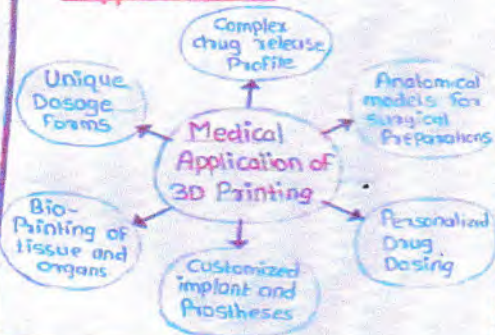 Complex
drug release
Profile
Unique
Dosage
Forms
Anatomical
models for
surgical
Preparations
Medical
Application of
3D Printing
Bio-
Printing of
tissue and
organs
Customized
implant and
Prostheses
Personalized
Drug
Dosing